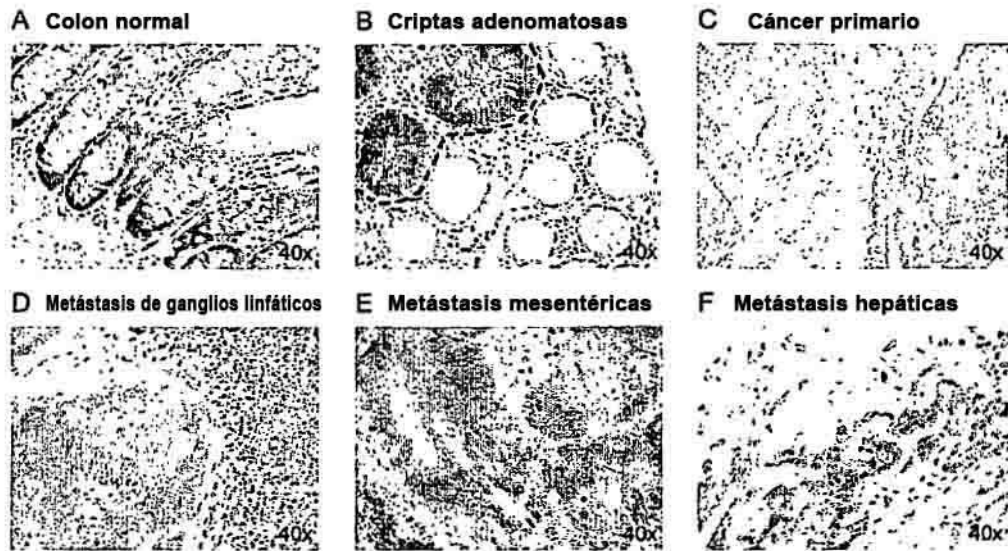 A Colon normal
B Criptas adenomatosas
C Cáncer primario
40x
40x
40x
D Metástasis de ganglios linfáticos
E Metástasis mesentéricas
F Metástasis hepáticas
40x
40x
40x